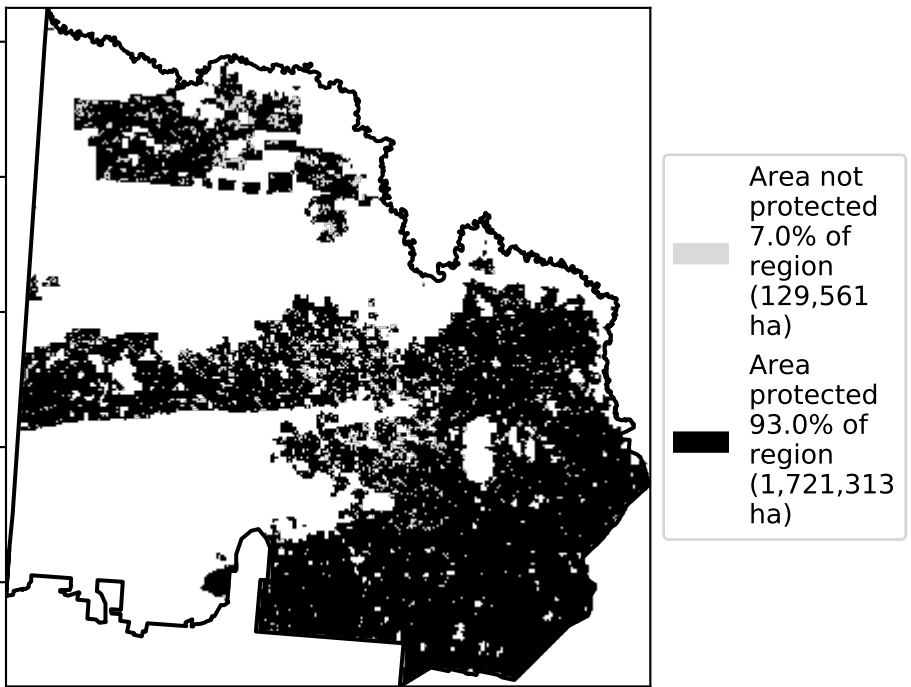 Area not
protected
7.0% of
region
(129,561
ha)
Area
protected
93.0% of
region
(1,721,313
ha)